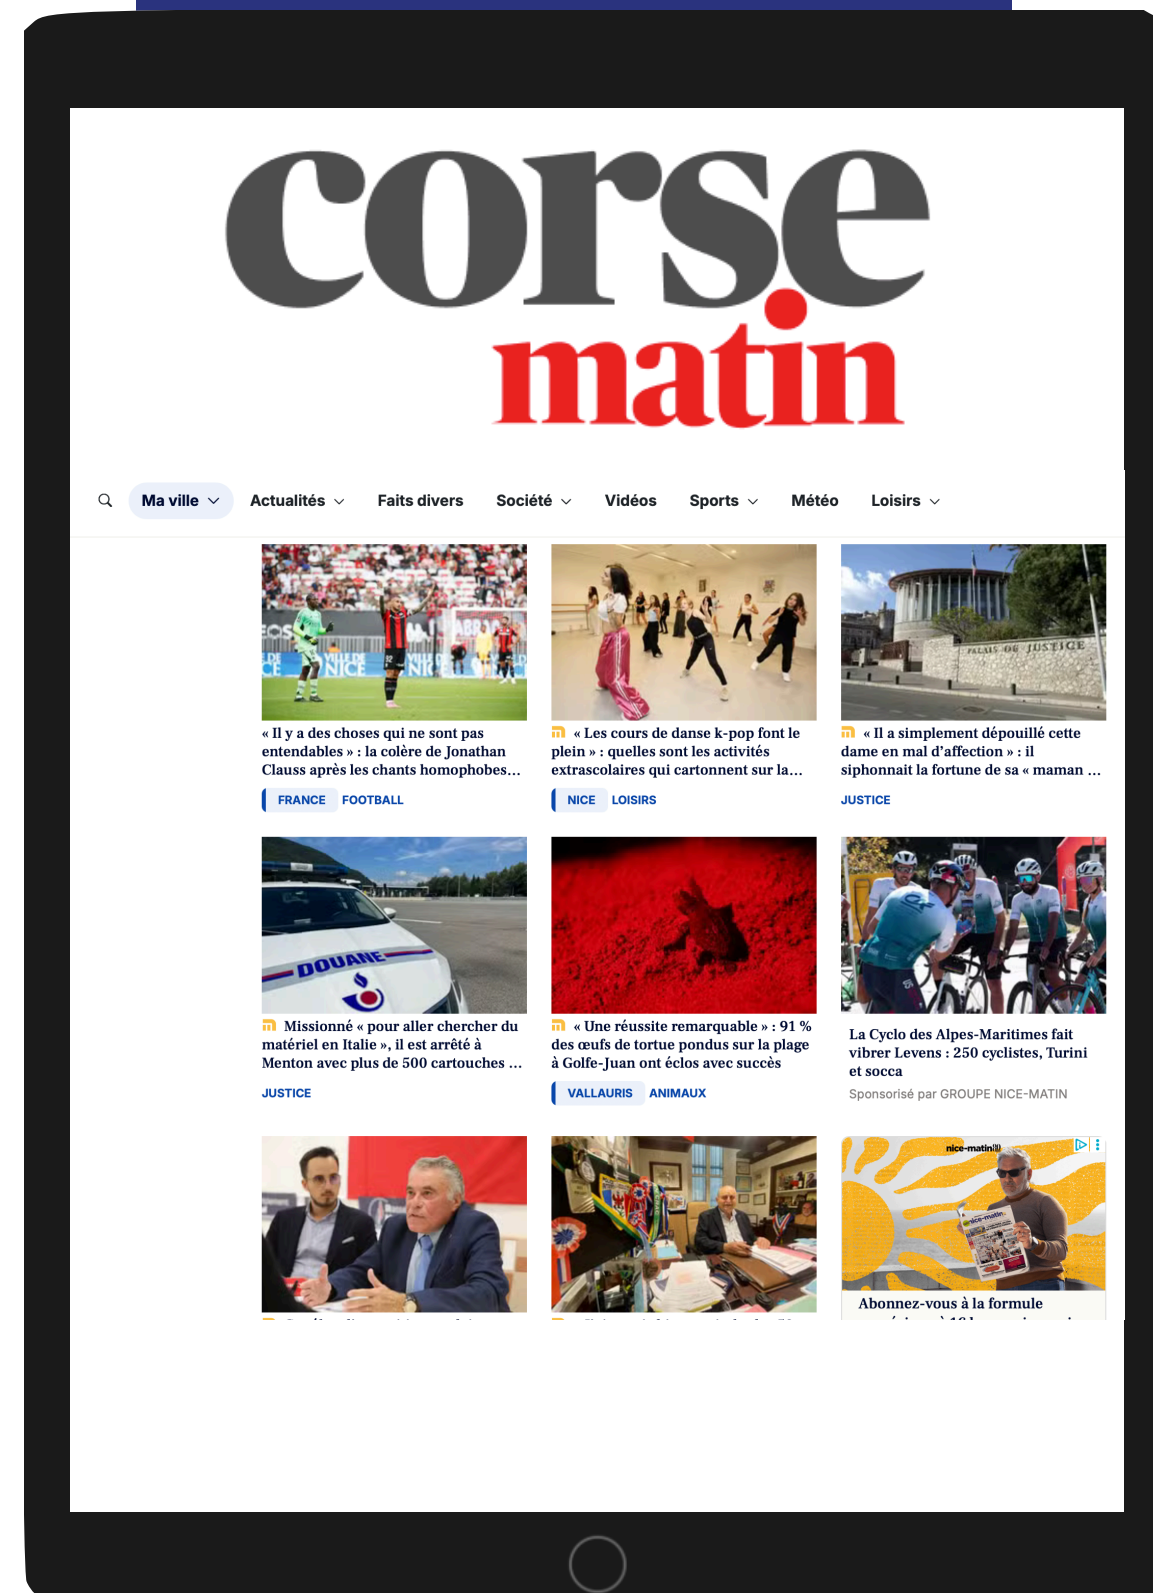 corse
matin
Ma ville Actualités Faits divers Société Vidéos Sports Météo Loisirs
VILLE DE NICE
PALAIS DE JUSTICE
« Il y a des choses qui ne sont pas
entendables » : la colère de Jonathan
Clauss après les chants homophobes...
FRANCE FOOTBALL
« Les cours de danse k-pop font le
plein » : quelles sont les activités
extrascolaires qui cartonnent sur la...
NICE LOISIRS
« Il a simplement dépouillé cette
dame en mal d’affection » : il
siphonnait la fortune de sa « maman ...
JUSTICE
DOUANE
Missionné « pour aller chercher du
matériel en Italie », il est arrêté à
Menton avec plus de 500 cartouches ...
JUSTICE
« Une réussite remarquable » : 91 %
des œufs de tortue pondus sur la plage
à Golfe-Juan ont éclos avec succès
VALLAURIS ANIMAUX
La Cyclo des Alpes-Maritimes fait
vibrer Levens : 250 cyclistes, Turini
et socca
Sponsorisé par GROUPE NICE-MATIN
nice-matin
nice-matin
Abonnez-vous à la formule